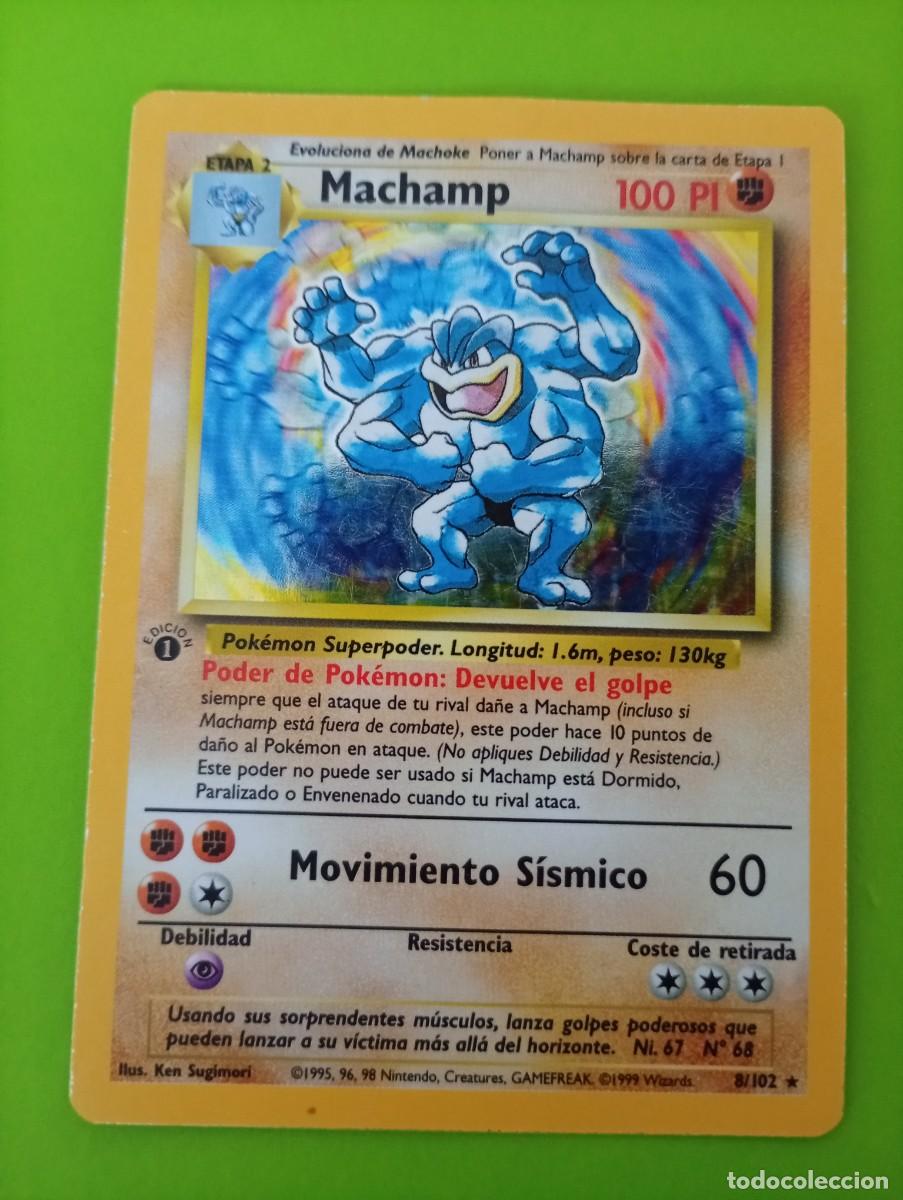 Evoluciona de Machoke Poner a Machamp sobre la carta de Etapa 1
ETAPA 2
Machamp 100 PI
EDICION
1
Pokémon Superpoder. Longitud: 1.6m, peso: 130kg
Poder de Pokémon: Devuelve el golpe
siempre que el ataque de tu rival dañe a Machamp (incluso si
Machamp está fuera de combate), este poder hace 10 puntos de
daño al Pokémon en ataque. (No apliques Debilidad y Resistencia.)
Este poder no puede ser usado si Machamp está Dormido,
Paralizado o Envenenado cuando tu rival ataca.
Movimiento Sísmico 60
Debilidad Resistencia Coste de retirada
Usando sus sorprendentes músculos, lanza golpes poderosos que
pueden lanzar a su víctima más allá del horizonte. Ni. 67 Nº 68
Ilus. Ken Sugimori ©1995, 96, 98 Nintendo, Creatures, GAMEFREAK. ©1999 Wizards. 8/102 ★
todocoleccion